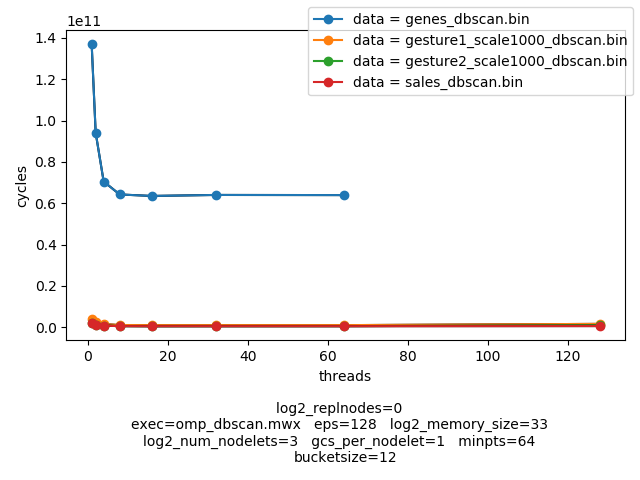 1e11
data = genes_dbscan.bin
data = gesture1_scale1000_dbscan.bin
data = gesture2_scale1000_dbscan.bin
data = sales_dbscan.bin
1.4
1.2
1.0
0.8
0.6
0.4
0.2
0.0
cycles
0 20 40 60 80 100 120
threads
log2_replnodes=0
exec=omp_dbscan.mwx eps=128 log2_memory_size=33
log2_num_nodelets=3 gcs_per_nodelet=1 minpts=64
bucketsize=12